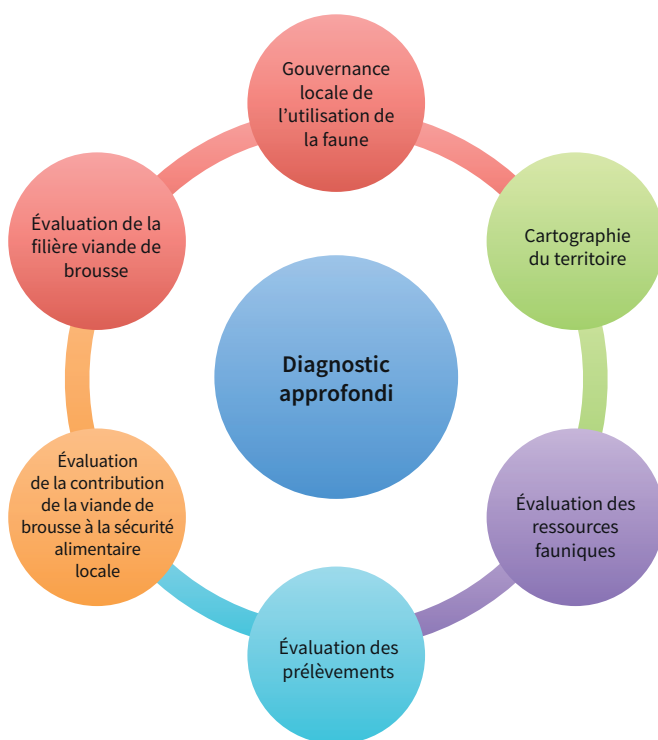 Gouvernance
locale de
l’utilisation de
la faune
Cartographie
du territoire
Évaluation des
ressources
fauniques
Évaluation des
prélèvements
Évaluation
de la contribution
de la viande de
brousse à la sécurité
alimentaire
locale
Évaluation de la
filière viande de
brousse
Diagnostic
approfondi